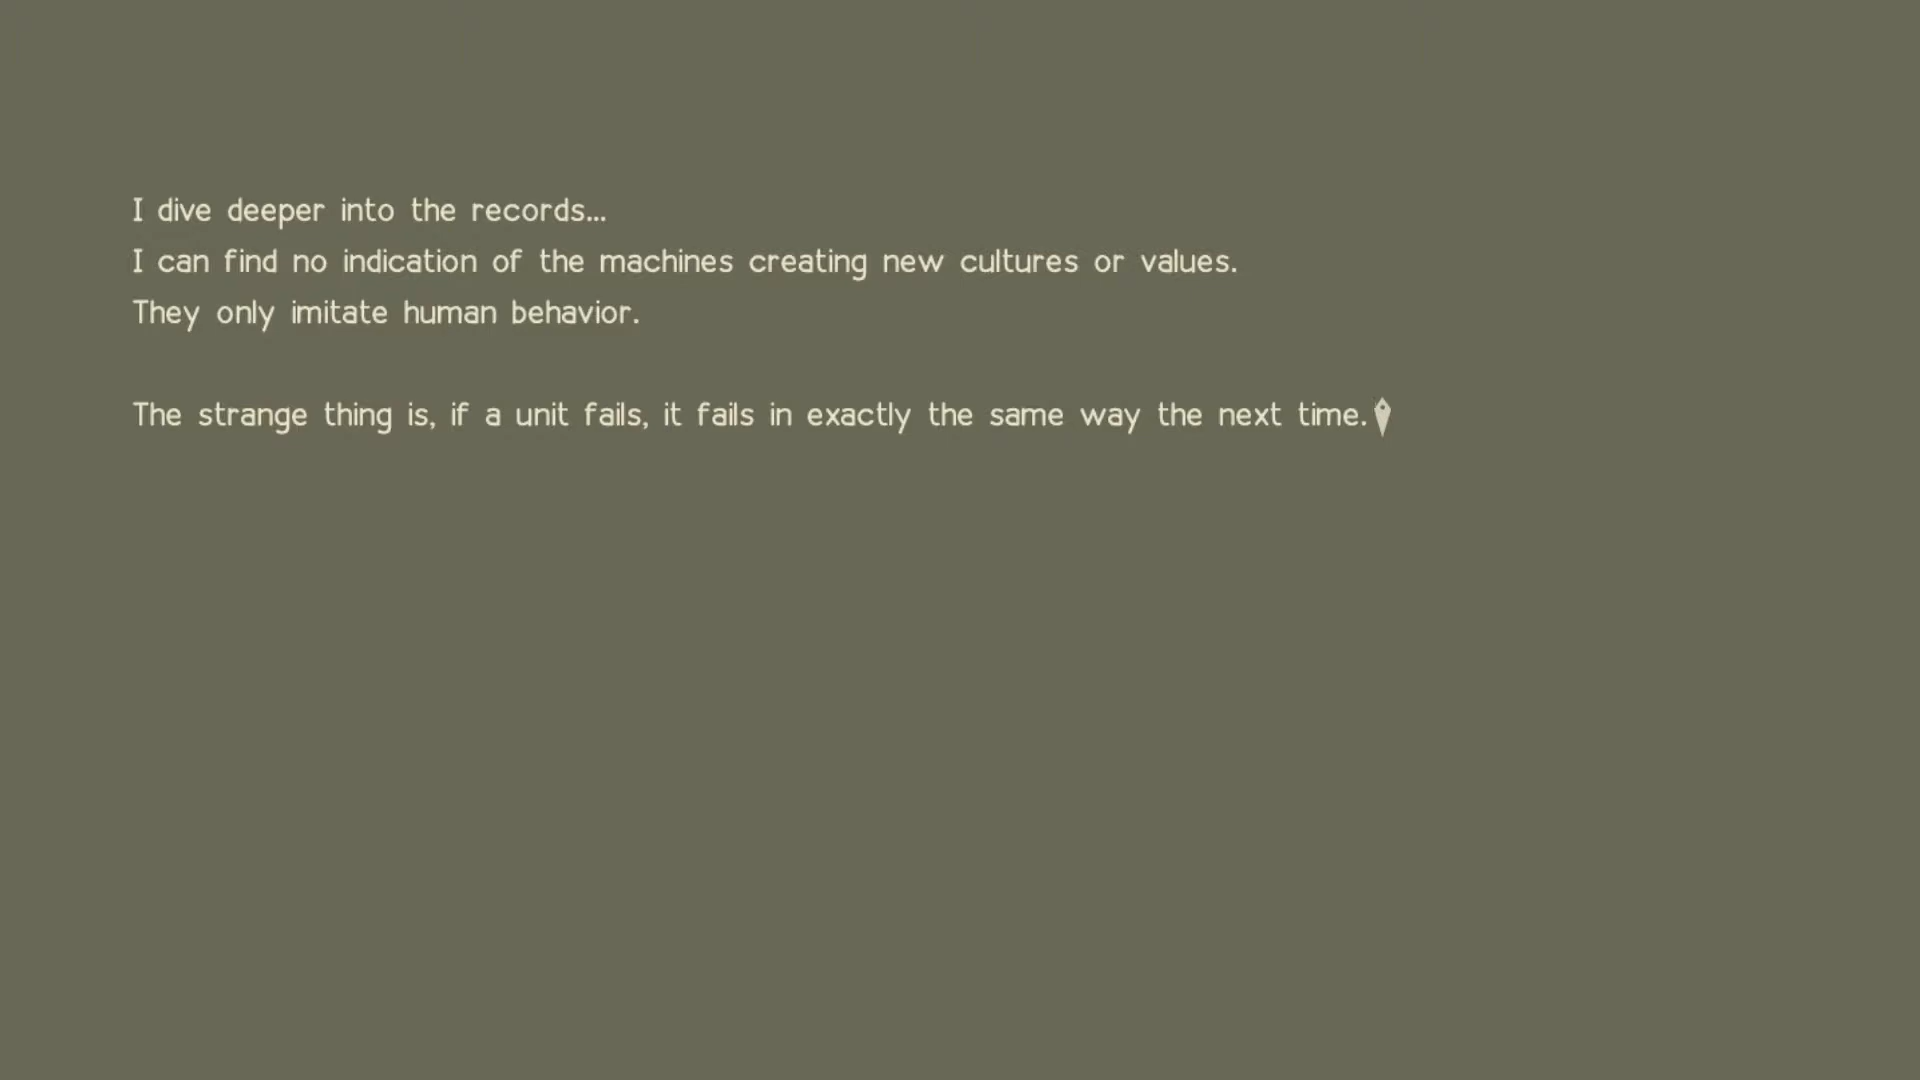 I dive deeper into the records...
I can find no indication of the machines creating new cultures or values.
They only imitate human behavior.
The strange thing is, if a unit fails, it fails in exactly the same way the next time.